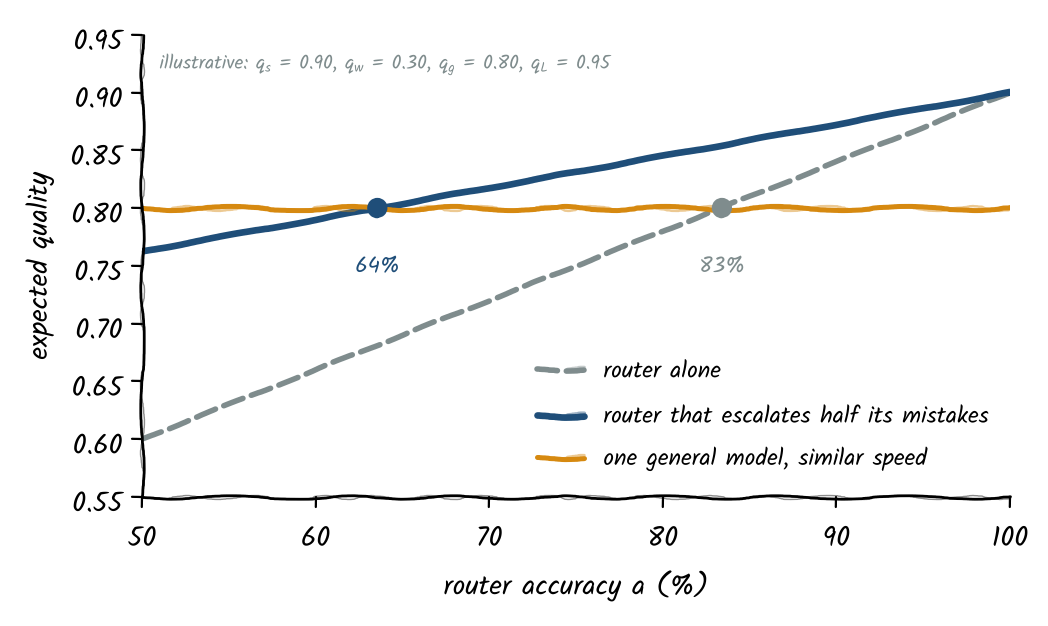 0.95
illustrative: qs = 0.90, qw = 0.30, qg = 0.80, qL = 0.95
0.90
0.85
0.80
0.75
0.70
0.65
0.60
0.55
expected quality
64%
83%
router alone
router that escalates half its mistakes
one general model, similar speed
50 60 70 80 90 100
router accuracy a (%)